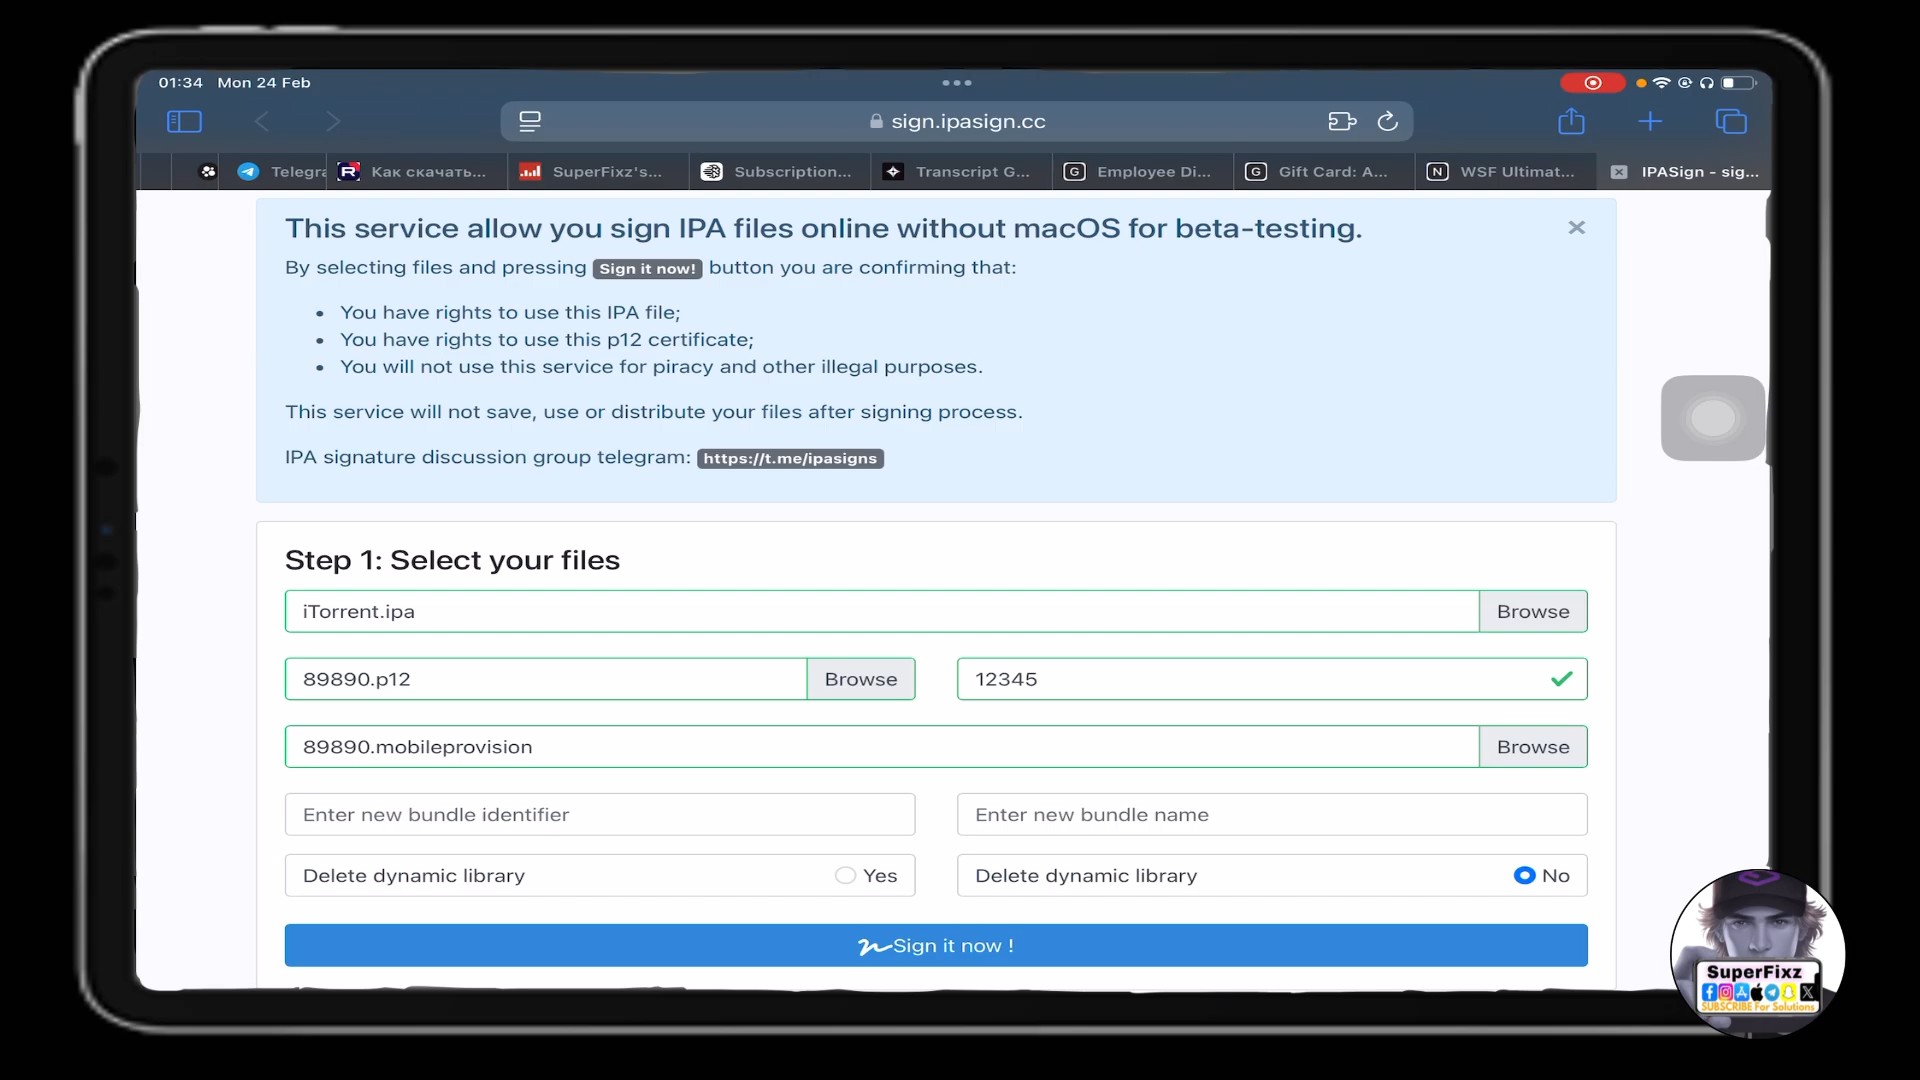 01:34 Mon 24 Feb
sign.ipasign.cc
Telegra
R Как скачать...
SuperFixz's...
Subscription...
Transcript G...
G Employee Di...
G Gift Card: A...
N WSF Ultimat...
IPASign - sig...
This service allow you sign IPA files online without macOS for beta-testing.
By selecting files and pressing Sign it now! button you are confirming that:
• You have rights to use this IPA file;
• You have rights to use this p12 certificate;
• You will not use this service for piracy and other illegal purposes.
This service will not save, use or distribute your files after signing process.
IPA signature discussion group telegram: https://t.me/ipasigns
Step 1: Select your files
iTorrent.ipa Browse
89890.p12 Browse 12345
89890.mobileprovision Browse
Enter new bundle identifier Enter new bundle name
Delete dynamic library Yes Delete dynamic library No
Sign it now !
SuperFixz
SUBSCRIBE For Solutions